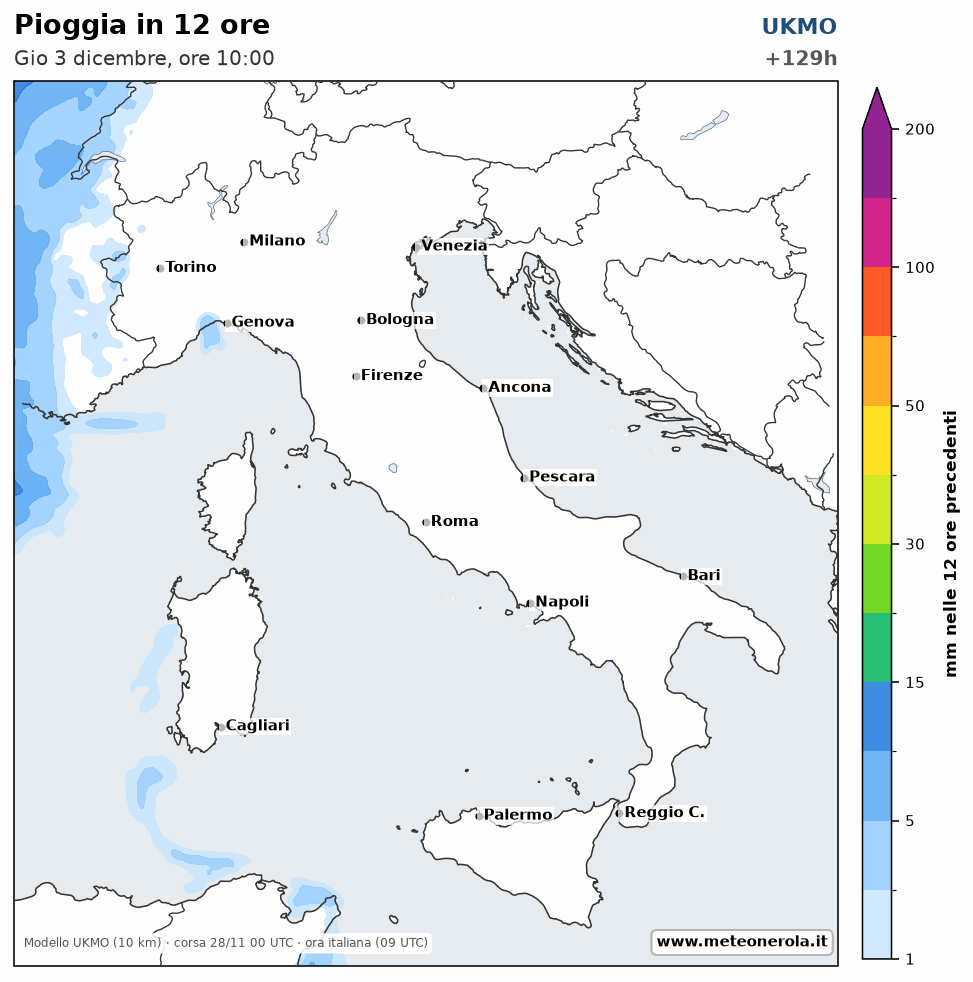 Pioggia in 12 ore
UKMO
Gio 3 dicembre, ore 10:00
+129h
200
100
50
30
15
5
1
mm nelle 12 ore precedenti
Milano
Venezia
Torino
Genova
Bologna
Firenze
Ancona
Pescara
Roma
Bari
Napoli
Cagliari
Palermo
Reggio C.
Modello UKMO (10 km) · corsa 28/11 00 UTC · ora italiana (09 UTC)
www.meteonerola.it